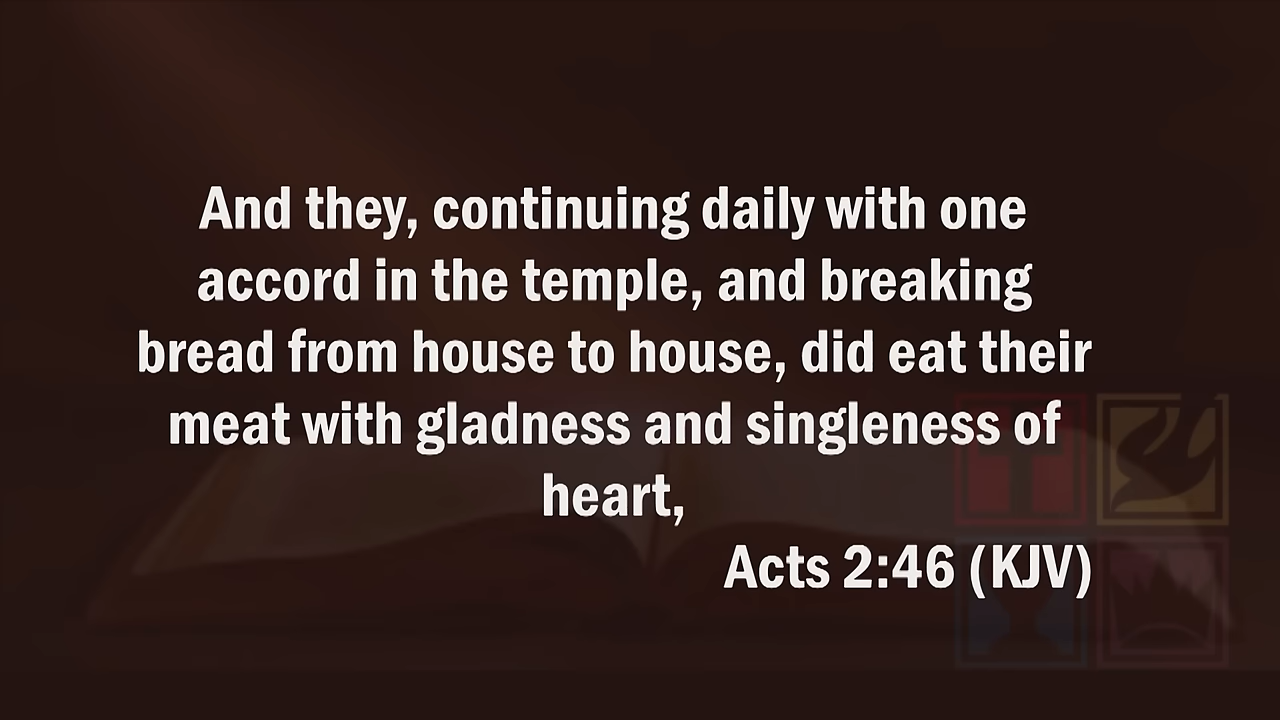 And they, continuing daily with one
accord in the temple, and breaking
bread from house to house, did eat their
meat with gladness and singleness of
heart,
Acts 2:46 (KJV)